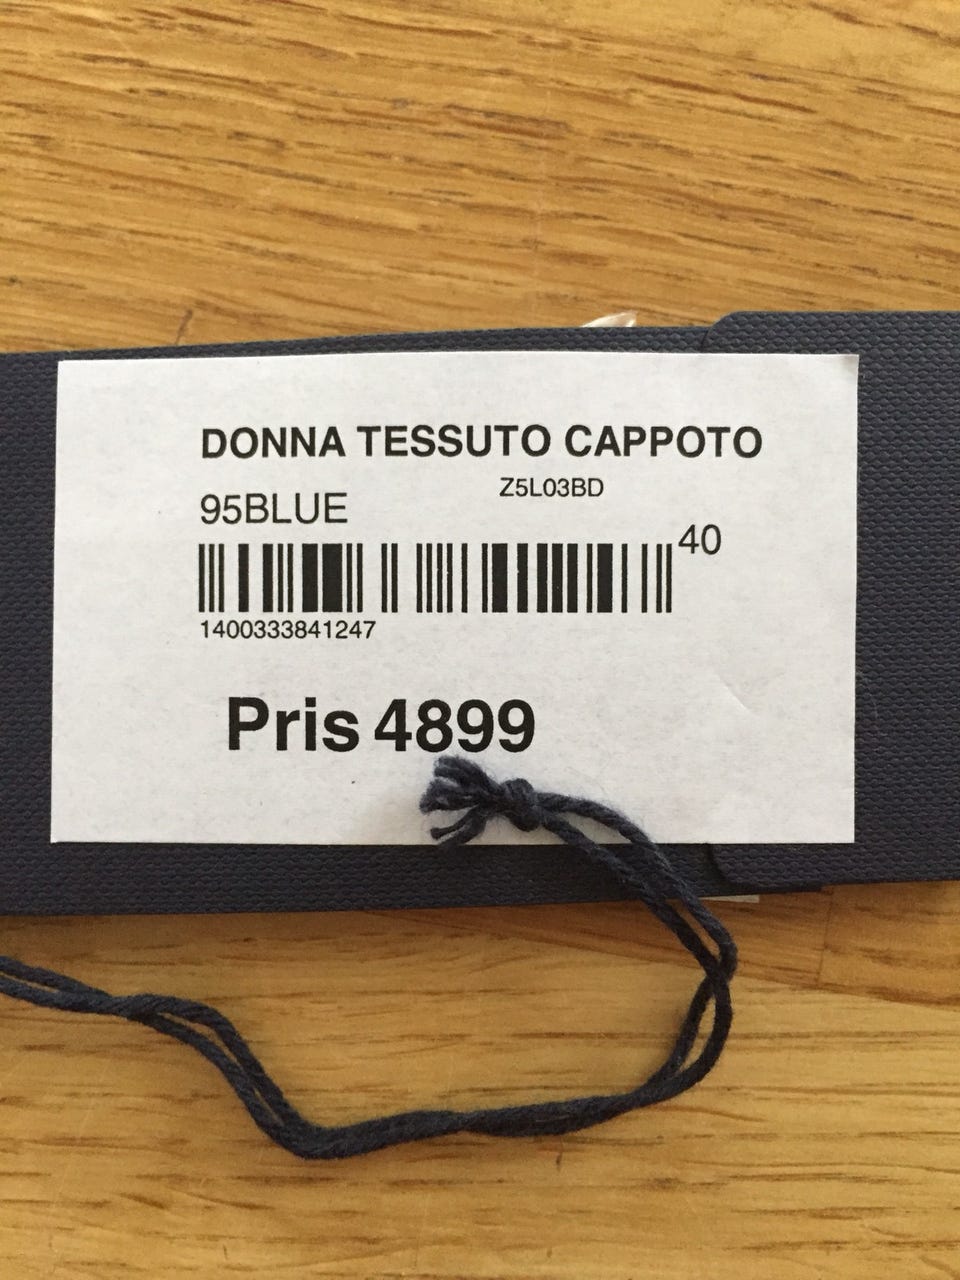 DONNA TESSUTO CAPPOTO
Z5L03BD
95BLUE
40
1400333841247
Pris 4899